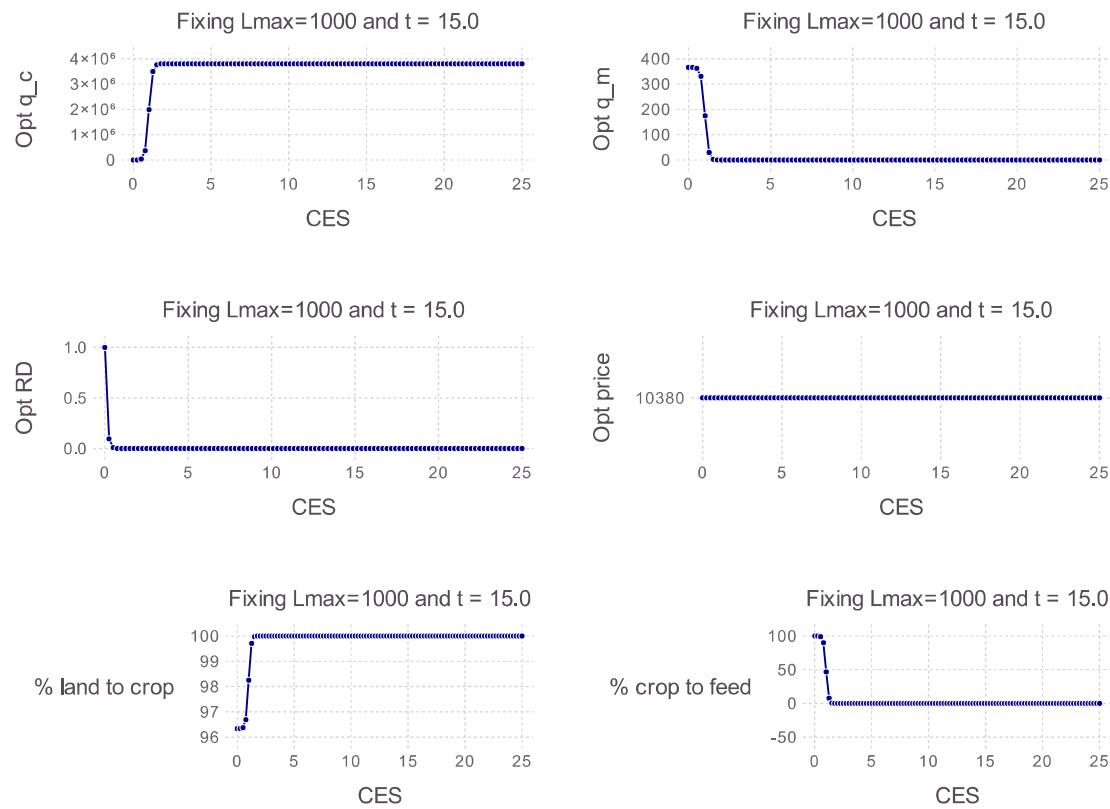 Fixing Lmax=1000 and t = 15.0
Opt q_c
4×10⁶
3×10⁶
2×10⁶
1×10⁶
0
0 5 10 15 20 25
CES
Fixing Lmax=1000 and t = 15.0
Opt q_m
400
300
200
100
0
0 5 10 15 20 25
CES
Fixing Lmax=1000 and t = 15.0
Opt RD
1.0
0.5
0.0
0 5 10 15 20 25
CES
Fixing Lmax=1000 and t = 15.0
Opt price
10380
0 5 10 15 20 25
CES
Fixing Lmax=1000 and t = 15.0
% land to crop
100
99
98
97
96
0 5 10 15 20 25
CES
Fixing Lmax=1000 and t = 15.0
% crop to feed
100
50
0
-50
0 5 10 15 20 25
CES